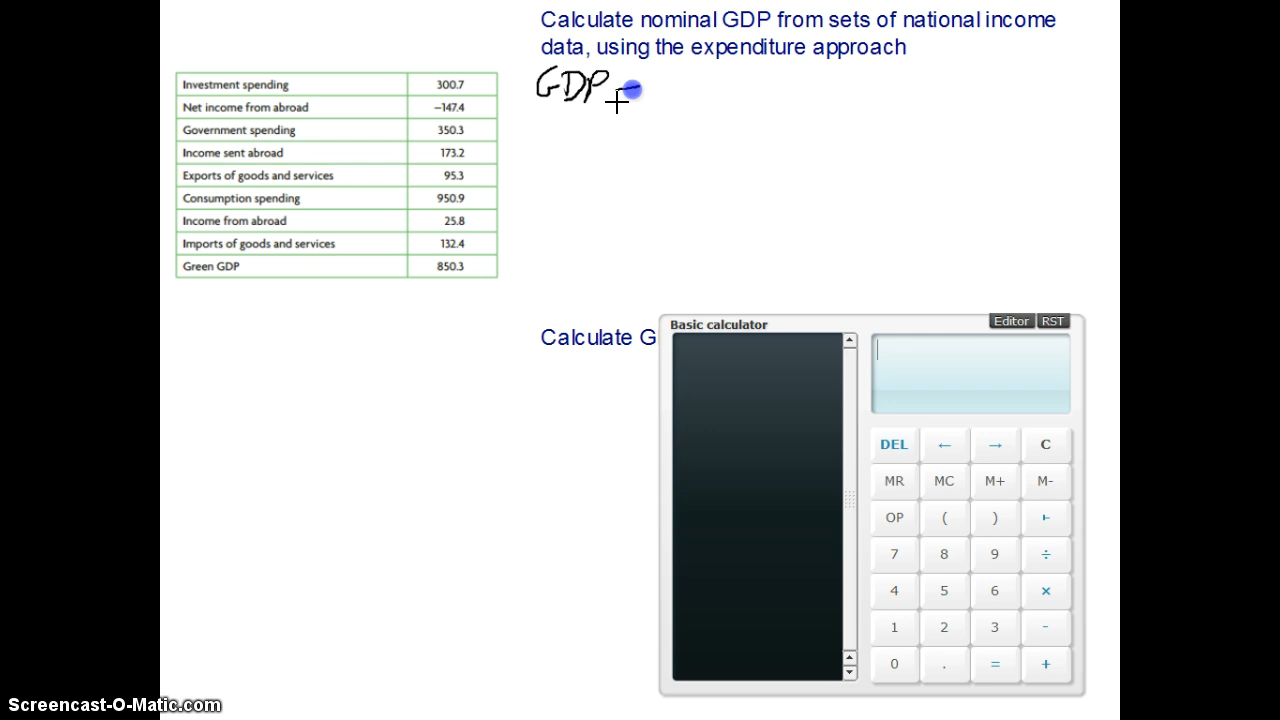 Calculate nominal GDP from sets of national income
data, using the expenditure approach
GDP =
Investment spending 300.7
Net income from abroad –147.4
Government spending 350.3
Income sent abroad 173.2
Exports of goods and services 95.3
Consumption spending 950.9
Income from abroad 25.8
Imports of goods and services 132.4
Green GDP 850.3
Calculate G
Basic calculator
Editor RST
DEL ← → C
MR MC M+ M-
OP ( ) +-
7 8 9 ÷
4 5 6 ×
1 2 3 -
0 . = +
Screencast-O-Matic.com